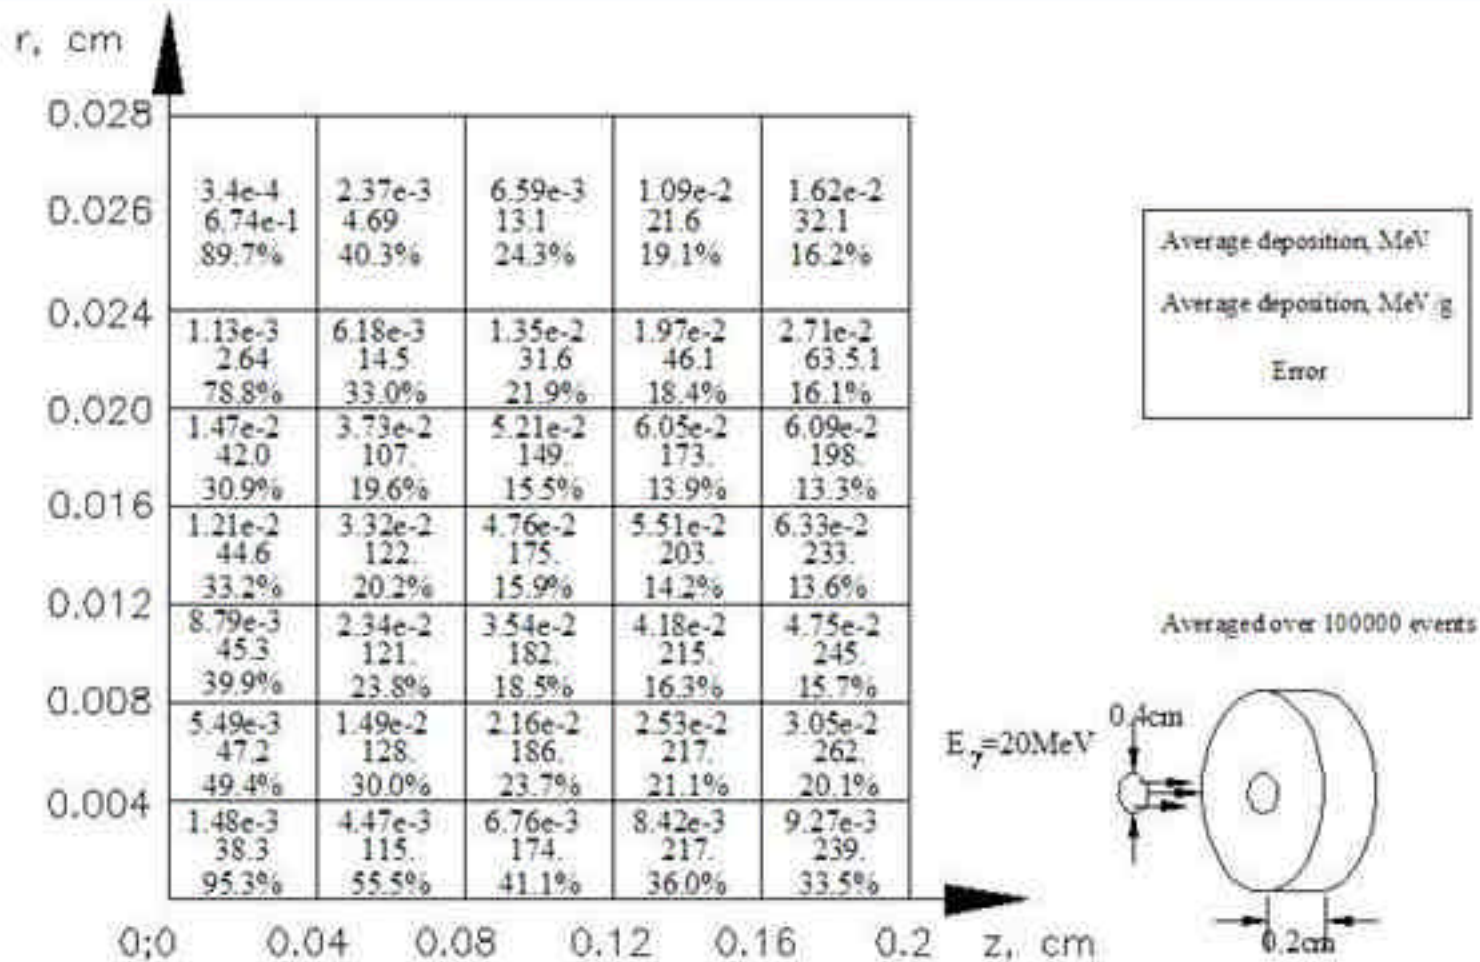 r, cm
0.028
3.4e-4 2.37e-3 6.59e-3 1.09e-2 1.62e-2
0.026 6.74e-1 4.69 13.1 21.6 32.1
89.7% 40.3% 24.3% 19.1% 16.2%
0.024
1.13e-3 6.18e-3 1.35e-2 1.97e-2 2.71e-2
2.64 14.5 31.6 46.1 63.5.1
78.8% 33.0% 21.9% 18.4% 16.1%
0.020
1.47e-2 3.73e-2 5.21e-2 6.05e-2 6.09e-2
42.0 107. 149. 173. 198.
30.9% 19.6% 15.5% 13.9% 13.3%
0.016
1.21e-2 3.32e-2 4.76e-2 5.51e-2 6.33e-2
44.6 122. 175. 203. 233.
33.2% 20.2% 15.9% 14.2% 13.6%
0.012
8.79e-3 2.34e-2 3.54e-2 4.18e-2 4.75e-2
45.3 121. 182. 215. 245.
39.9% 23.8% 18.5% 16.3% 15.7%
0.008
5.49e-3 1.49e-2 2.16e-2 2.53e-2 3.05e-2
47.2 128. 186. 217. 262.
49.4% 30.0% 23.7% 21.1% 20.1%
0.004
1.48e-3 4.47e-3 6.76e-3 8.42e-3 9.27e-3
38.3 115. 174. 217. 239.
95.3% 55.5% 41.1% 36.0% 33.5%
0;0 0.04 0.08 0.12 0.16 0.2 z, cm
Average deposition, MeV
Average deposition, MeV/g
Error
Averaged over 100000 events
0.4cm
Eγ=20MeV
0.2cm